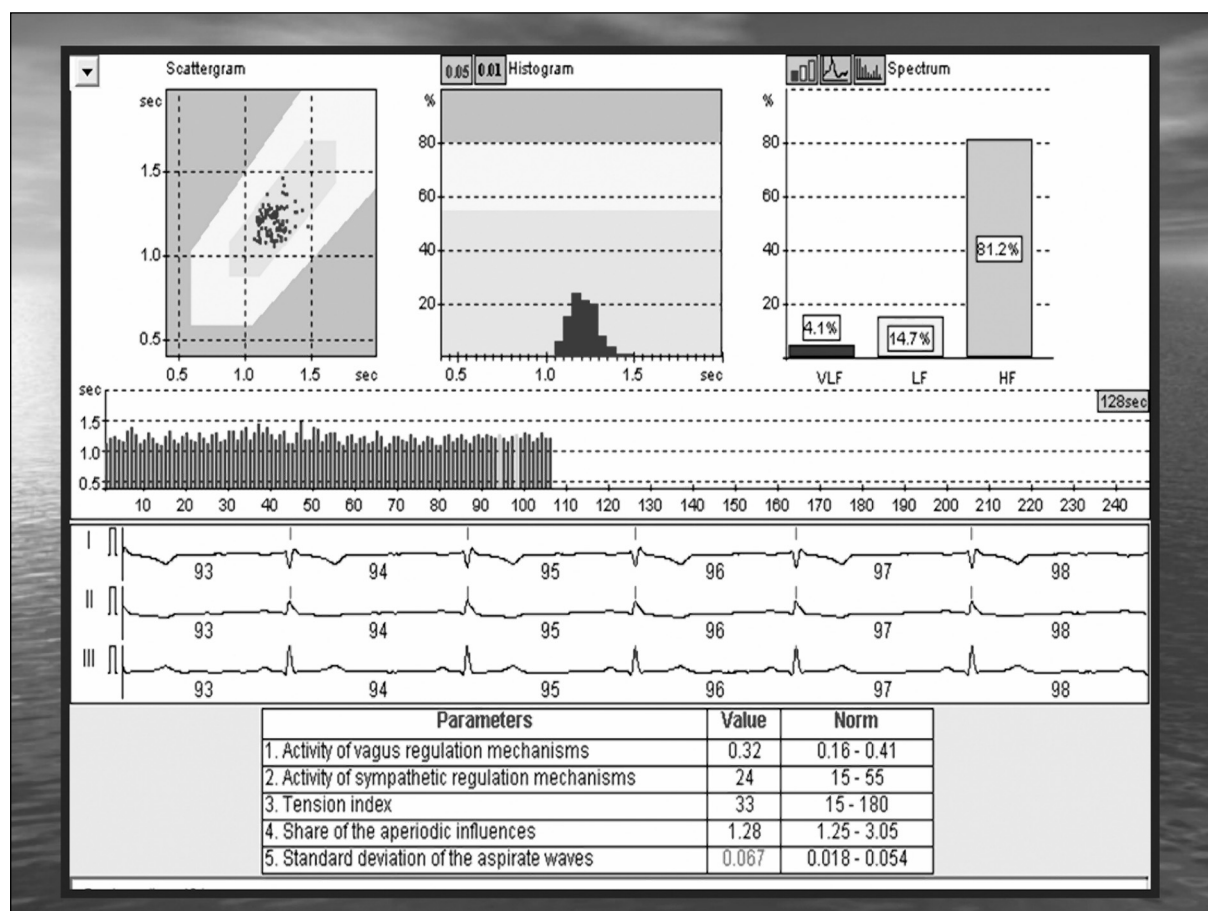 Scattergram
sec
1.5
1.0
0.5
0.5 1.0 1.5 sec
0.05 0.01 Histogram
%
80
60
40
20
0.5 1.0 1.5 sec
Spectrum
%
80
60
40
20
4.1%
14.7%
81.2%
VLF LF HF
sec
1.5
1.0
0.5
128sec
10 20 30 40 50 60 70 80 90 100 110 120 130 140 150 160 170 180 190 200 210 220 230 240
I
93 94 95 96 97 98
II
93 94 95 96 97 98
III
93 94 95 96 97 98
Parameters Value Norm
1. Activity of vagus regulation mechanisms 0.32 0.16 - 0.41
2. Activity of sympathetic regulation mechanisms 24 15 - 55
3. Tension index 33 15 - 180
4. Share of the aperiodic influences 1.28 1.25 - 3.05
5. Standard deviation of the aspirate waves 0.067 0.018 - 0.054